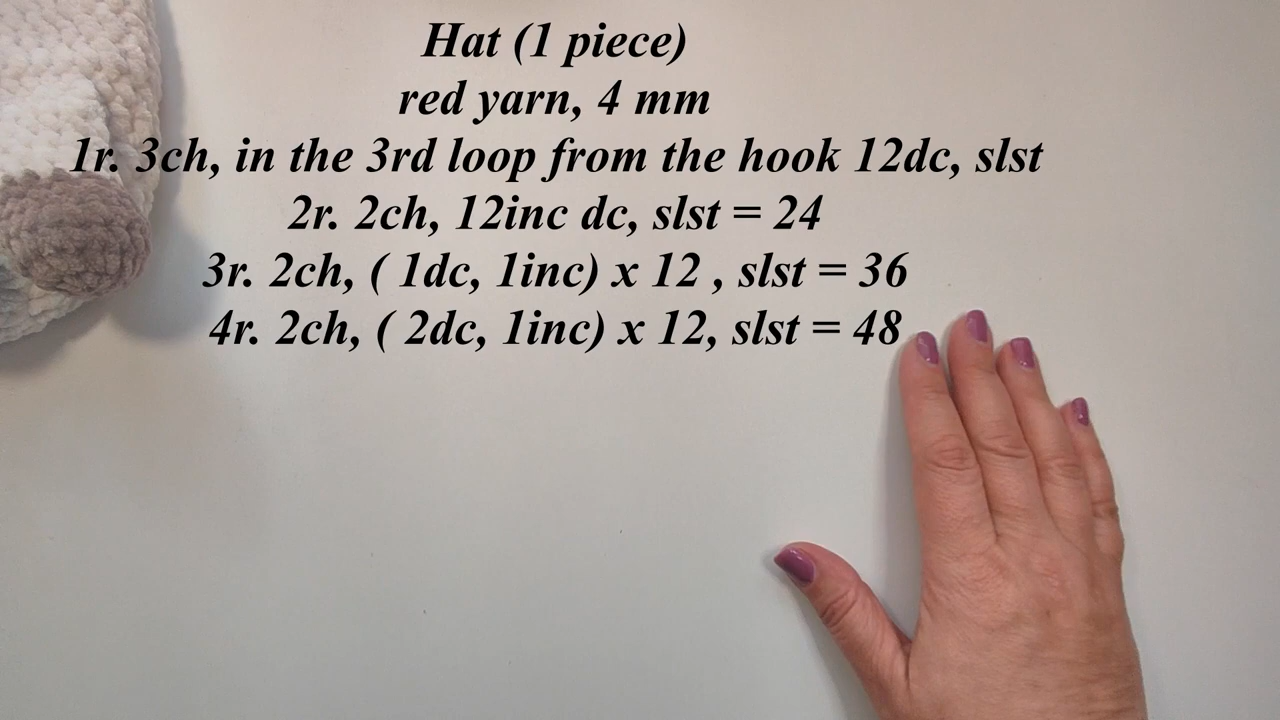 Hat (1 piece)
red yarn, 4 mm
1r. 3ch, in the 3rd loop from the hook 12dc, slst
2r. 2ch, 12inc dc, slst = 24
3r. 2ch, ( 1dc, 1inc) x 12 , slst = 36
4r. 2ch, ( 2dc, 1inc) x 12, slst = 48